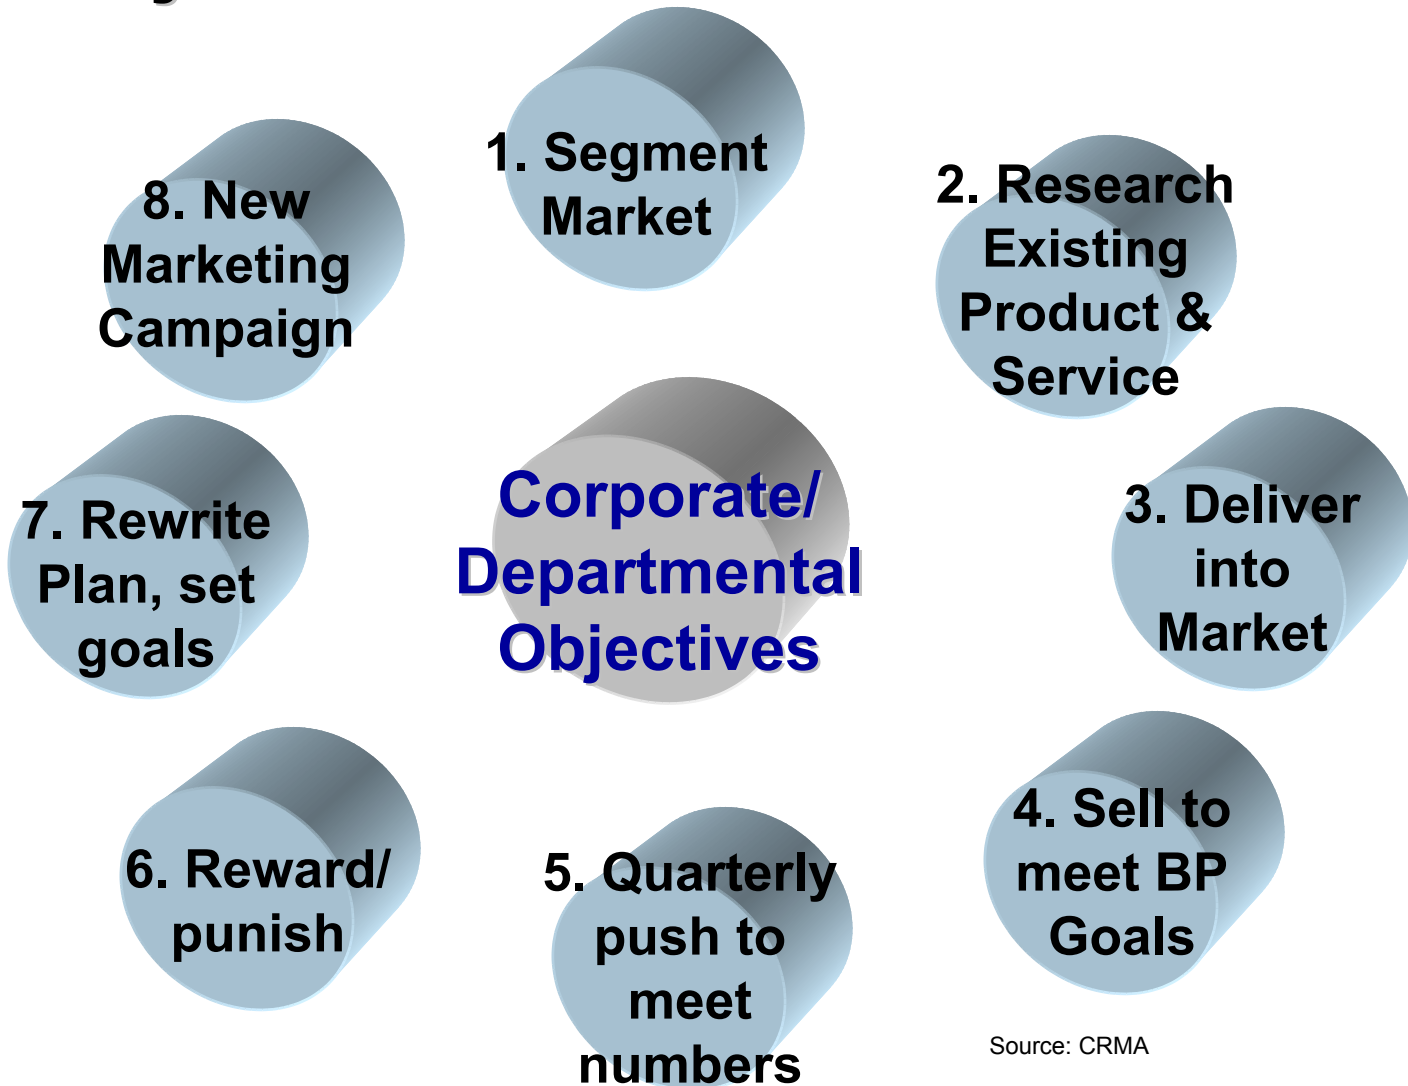 1. Segment
Market
2. Research
Existing
Product &
Service
3. Deliver
into
Market
4. Sell to
meet BP
Goals
5. Quarterly
push to
meet
numbers
6. Reward/
punish
7. Rewrite
Plan, set
goals
8. New
Marketing
Campaign
Corporate/
Departmental
Objectives
Source: CRMA